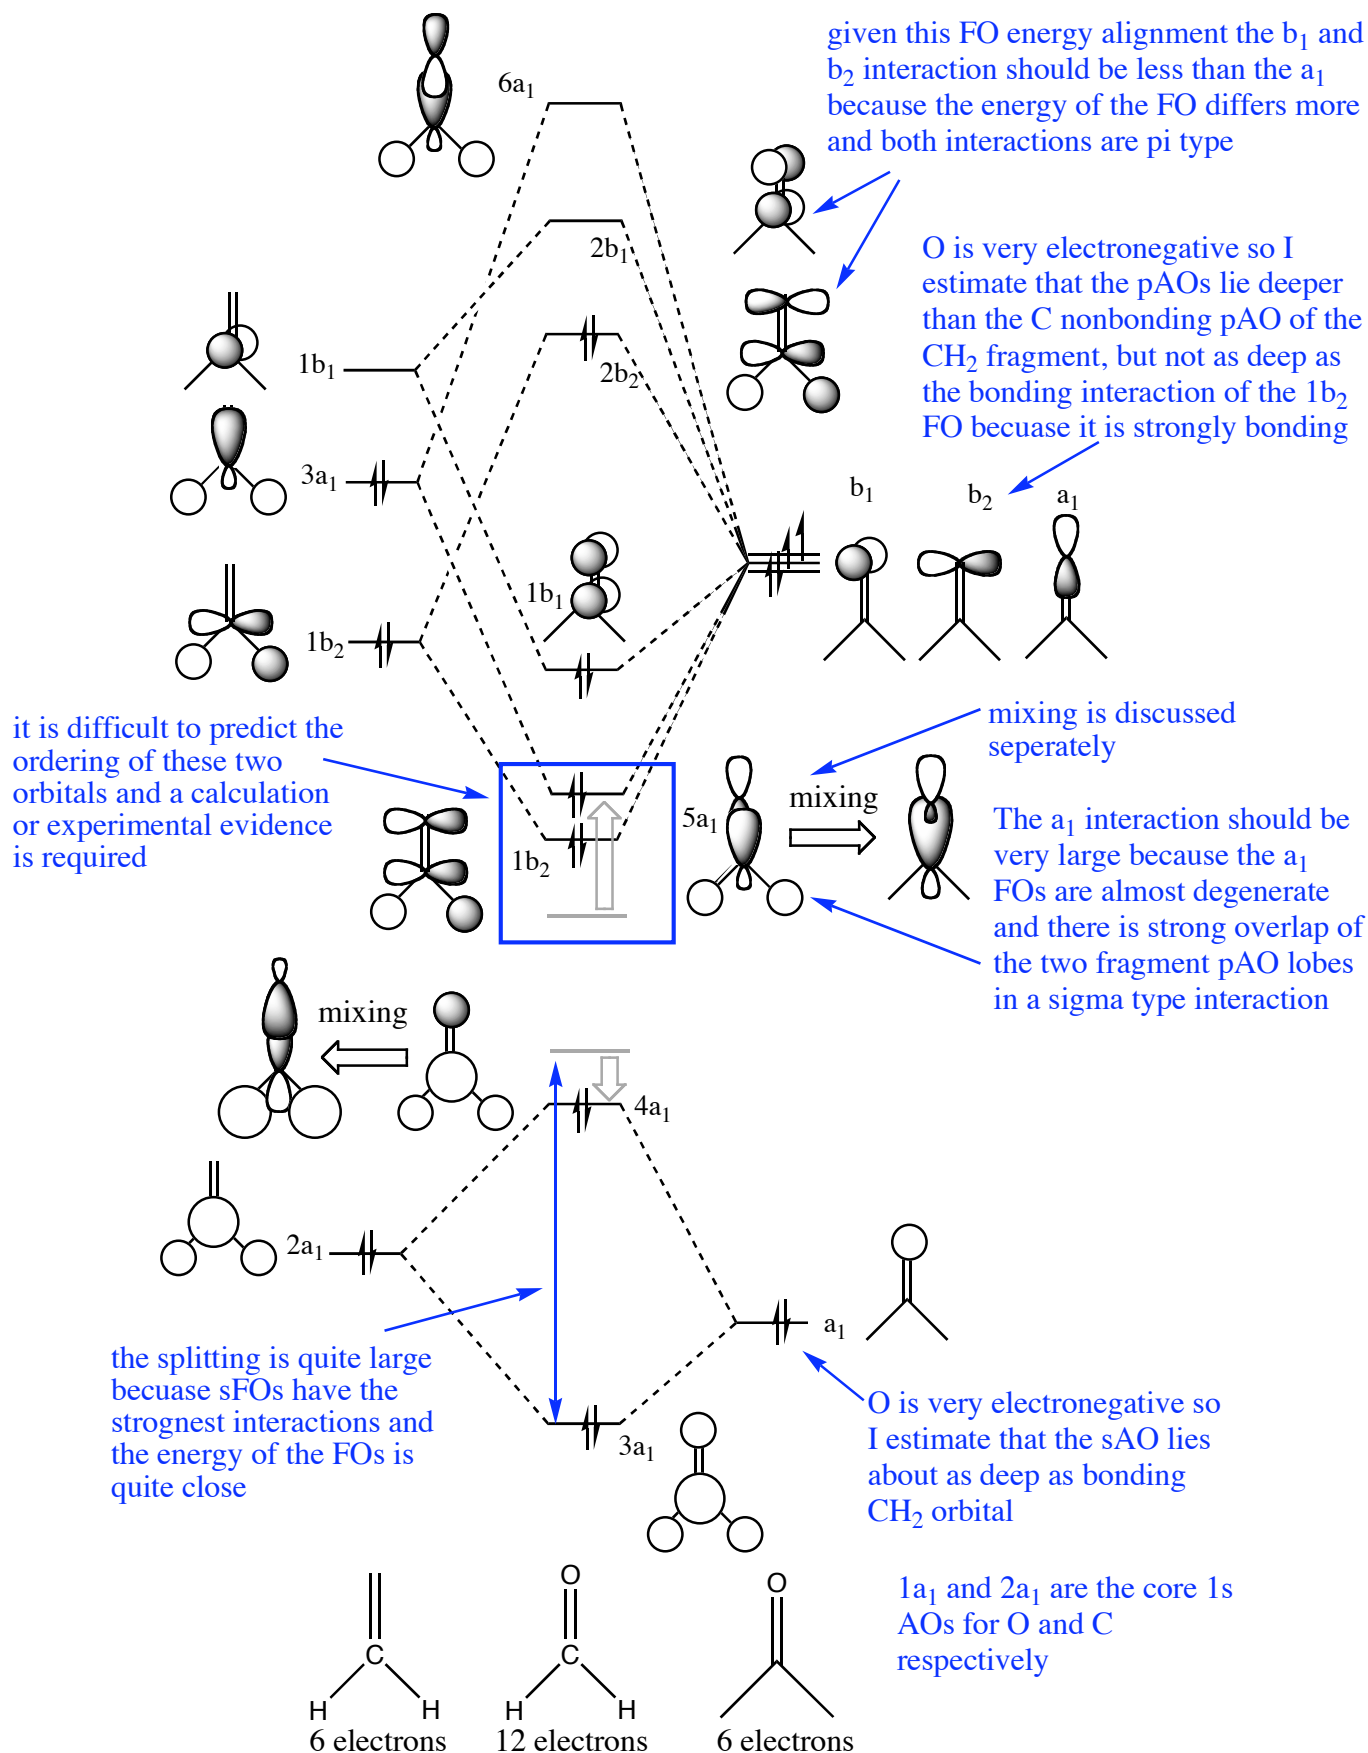 given this FO energy alignment the b₁ and
b₂ interaction should be less than the a₁
because the energy of the FO differs more
and both interactions are pi type
6a₁
2b₁
O is very electronegative so I
estimate that the pAOs lie deeper
than the C nonbonding pAO of the
CH₂ fragment, but not as deep as
the bonding interaction of the 1b₂
FO becuase it is strongly bonding
1b₁
2b₂
3a₁
b₁
b₂
a₁
1b₁
1b₂
it is difficult to predict the
ordering of these two
orbitals and a calculation
or experimental evidence
is required
mixing is discussed
seperately
5a₁
mixing
1b₂
The a₁ interaction should be
very large because the a₁
FOs are almost degenerate
and there is strong overlap of
the two fragment pAO lobes
in a sigma type interaction
mixing
4a₁
2a₁
a₁
the splitting is quite large
becuase sFOs have the
strognest interactions and
the energy of the FOs is
quite close
3a₁
O is very electronegative so
I estimate that the sAO lies
about as deep as bonding
CH₂ orbital
1a₁ and 2a₁ are the core 1s
AOs for O and C
respectively
C
H
H
6 electrons
O
C
H
H
12 electrons
O
6 electrons